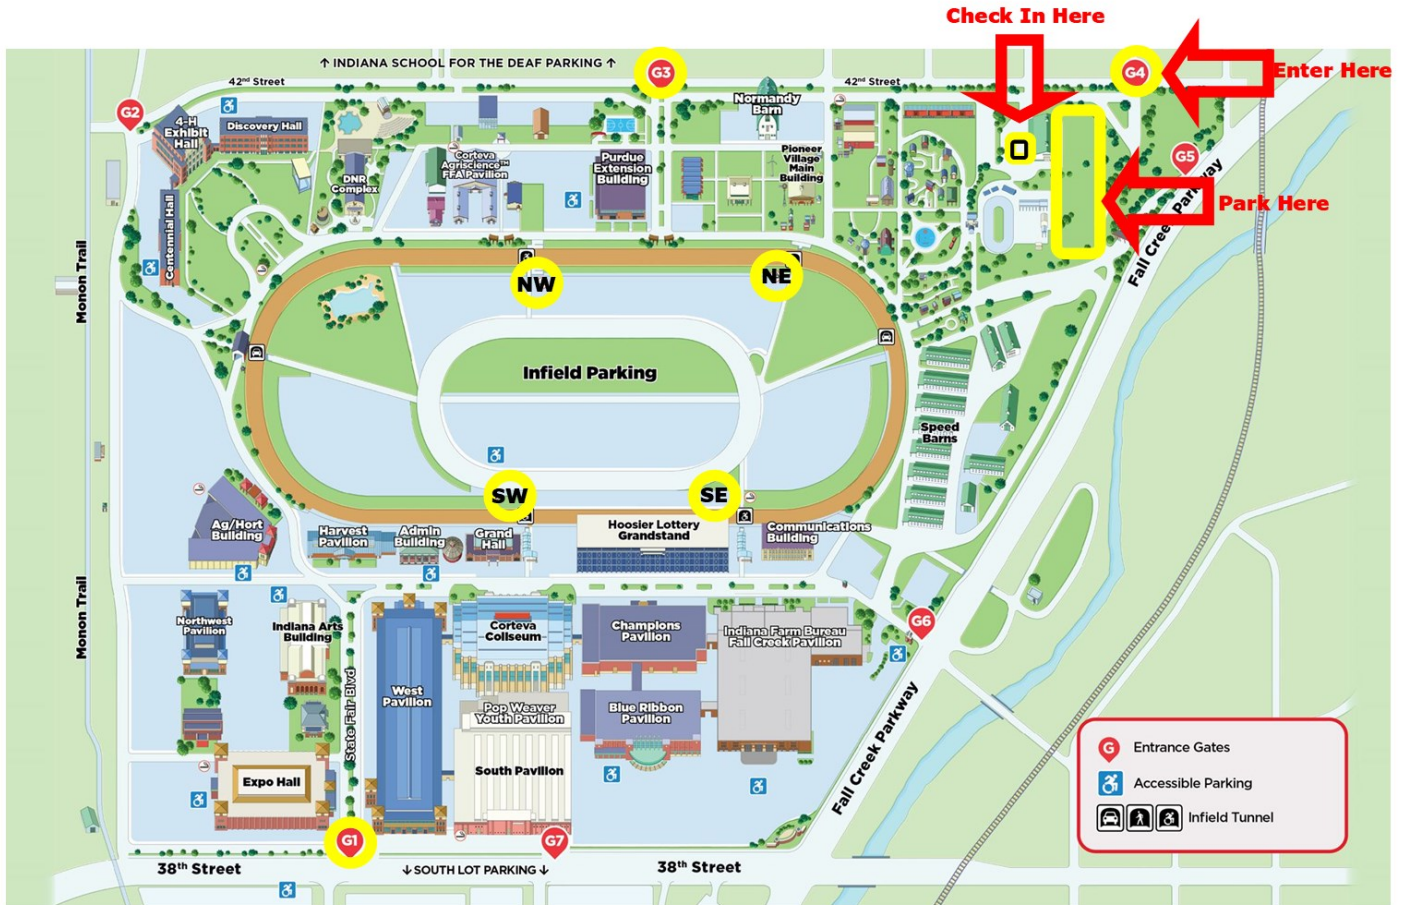 Check In Here
↑ INDIANA SCHOOL FOR THE DEAF PARKING ↑
G3
G4
Enter Here
42nd Street
42nd Street
G2
4-H
Exhibit
Hall
Discovery Hall
Normandy
Barn
DNR
Complex
Corteva
Agriscience™
FFA Pavilion
Purdue
Extension
Building
Pioneer
Village
Main
Building
O
G5
Park Here
Centennial Hall
Monon Trail
Fall Creek Parkway
NW
NE
Infield Parking
Speed
Barns
SW
SE
Ag/Hort
Building
Harvest
Pavilion
Admin
Building
Grand
Hall
Hoosier Lottery
Grandstand
Communications
Building
Monon Trail
Northwest
Pavilion
Indiana Arts
Building
State Fair Blvd
West
Pavilion
Corteva
Coliseum
Champions
Pavilion
Indiana Farm Bureau
Fall Creek Pavilion
G6
Pop Weaver
Youth Pavilion
Blue Ribbon
Pavilion
South Pavilion
Expo Hall
Fall Creek Parkway
G
Entrance Gates
Accessible Parking
Infield Tunnel
G1
G7
38th Street
↓ SOUTH LOT PARKING ↓
38th Street